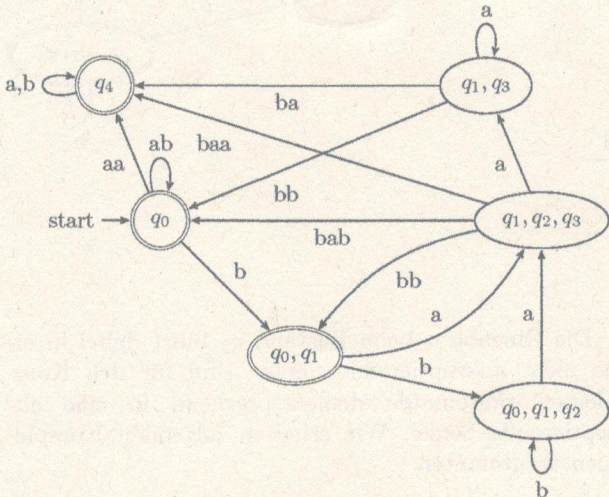 a
a,b
q4
q1, q3
ba
ab
baa
aa
bb
a
start
q0
q1, q2, q3
bab
b
bb
a
a
q0, q1
b
q0, q1, q2
b